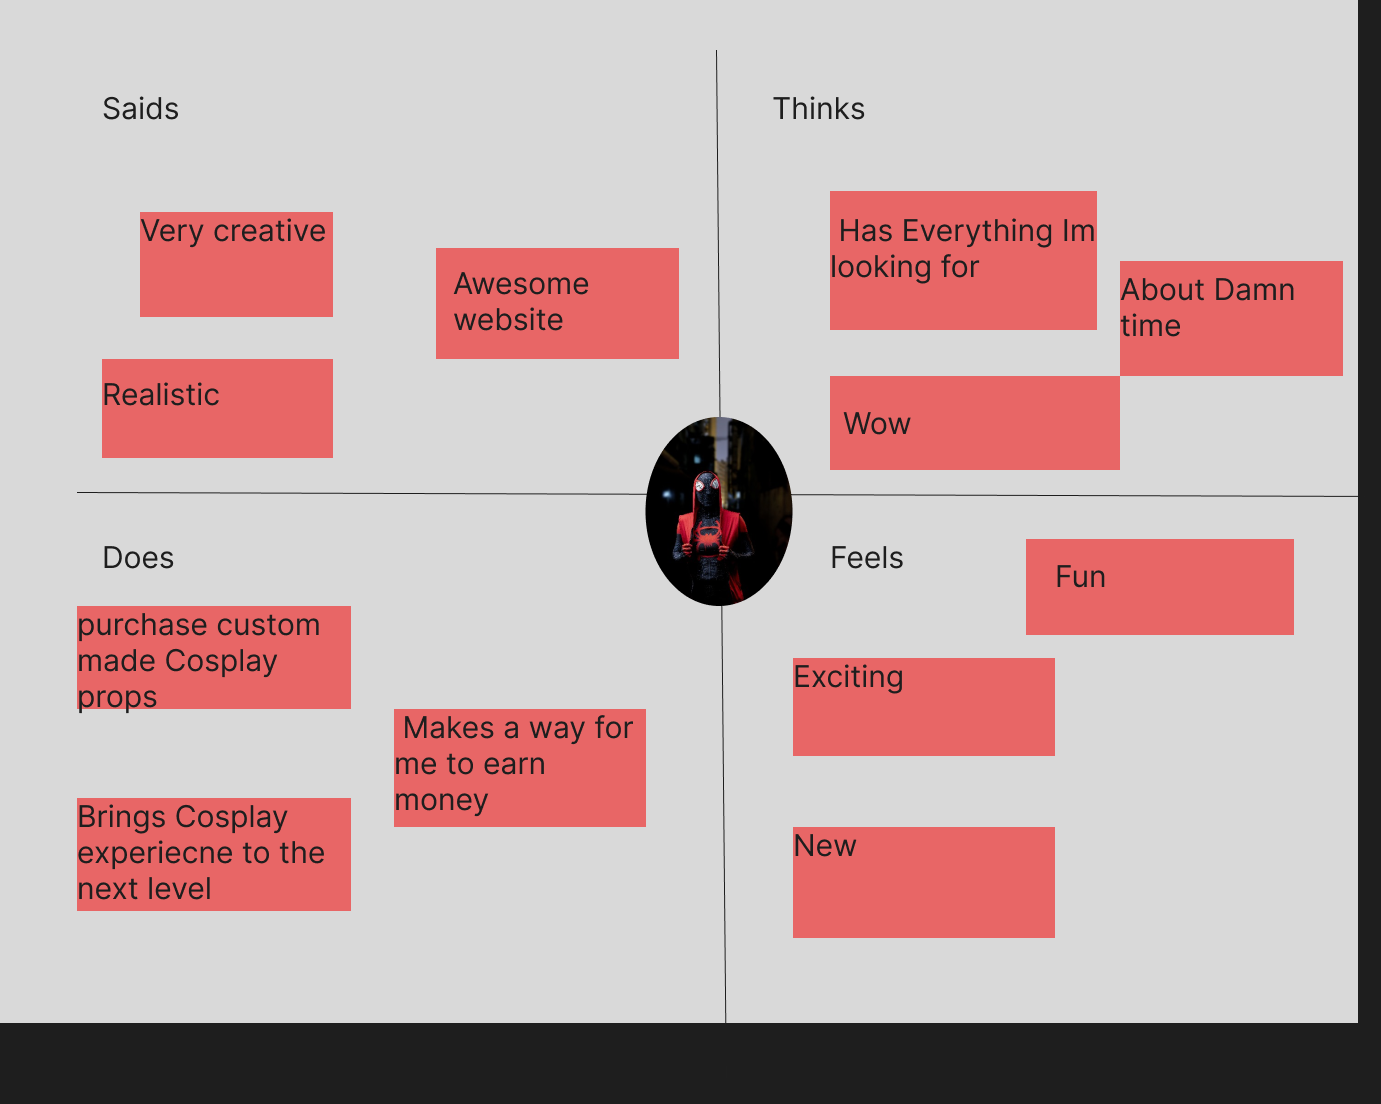 Saids
Very creative
Awesome
website
Realistic
Thinks
Has Everything Im
looking for
About Damn
time
Wow
Does
purchase custom
made Cosplay
props
Makes a way for
me to earn
money
Brings Cosplay
experiecne to the
next level
Feels
Fun
Exciting
New